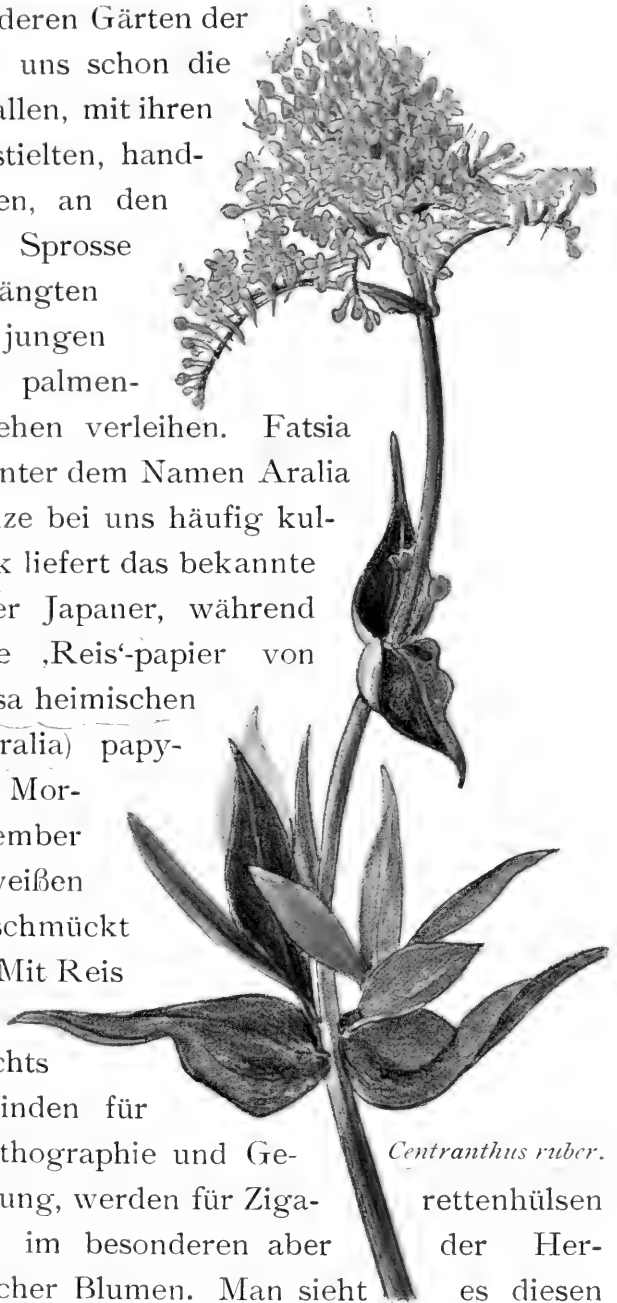 deren Gärten der
uns schon die
allen, mit ihren
stielten, hand-
en, an den
Sprosse
ängten
jungen
palmen-
ehen verleihen. Fatsia
nter dem Namen Aralia
ze bei uns häufig kul-
k liefert das bekannte
er Japaner, während
e ‚Reis‘-papier von
sa heimischen
ralia) papy-
Mor-
ember
weißen
schmückt
Mit Reis
chts
inden für
thographie und Ge-
Centranthus ruber.
ung, werden für Ziga- rettenhülsen
im besonderen aber der Her-
cher Blumen. Man sieht es diesen